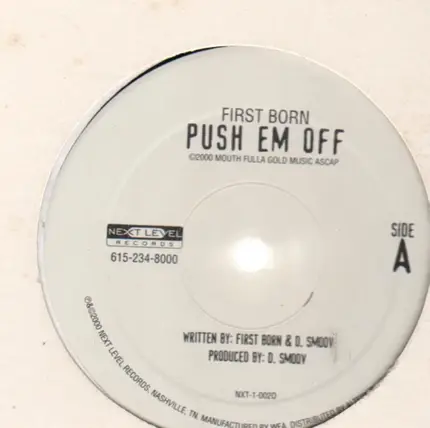 FIRST BORN
PUSH EM OFF
©2000 MOUTH FULLA GOLD MUSIC ASCAP
SIDE
A
NEXT LEVEL
RECORDS
615-234-8000
WRITTEN BY: FIRST BORN & D. SMOOV
PRODUCED BY: D. SMOOV
NXT-1-0020
℗&©2000 NEXT LEVEL RECORDS, NASHVILLE, TN. MANUFACTURED BY WEA. DISTRIBUTED BY